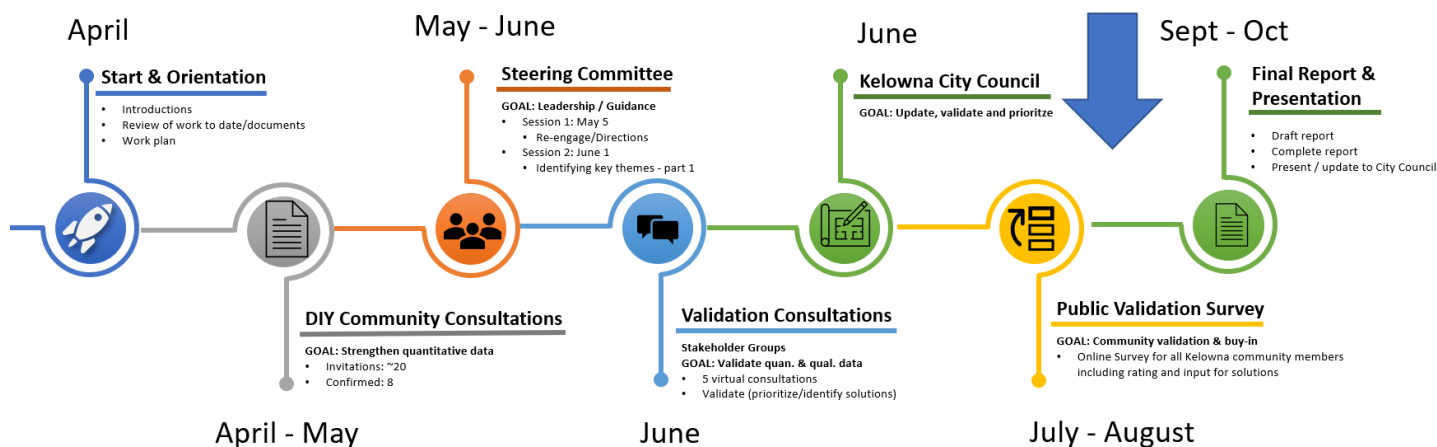 April
Start & Orientation
• Introductions
• Review of work to date/documents
• Work plan
DIY Community Consultations
GOAL: Strengthen quantitative data
• Invitations: ~20
• Confirmed: 8
April - May
May - June
Steering Committee
GOAL: Leadership / Guidance
• Session 1: May 5
• Re-engage/Directions
• Session 2: June 1
• Identifying key themes - part 1
Validation Consultations
Stakeholder Groups
GOAL: Validate quan. & qual. data
• 5 virtual consultations
• Validate (prioritize/identify solutions)
June
June
Kelowna City Council
GOAL: Update, validate and prioritze
Public Validation Survey
GOAL: Community validation & buy-in
• Online Survey for all Kelowna community members
including rating and input for solutions
July - August
Sept - Oct
Final Report &
Presentation
• Draft report
• Complete report
• Present / update to City Council